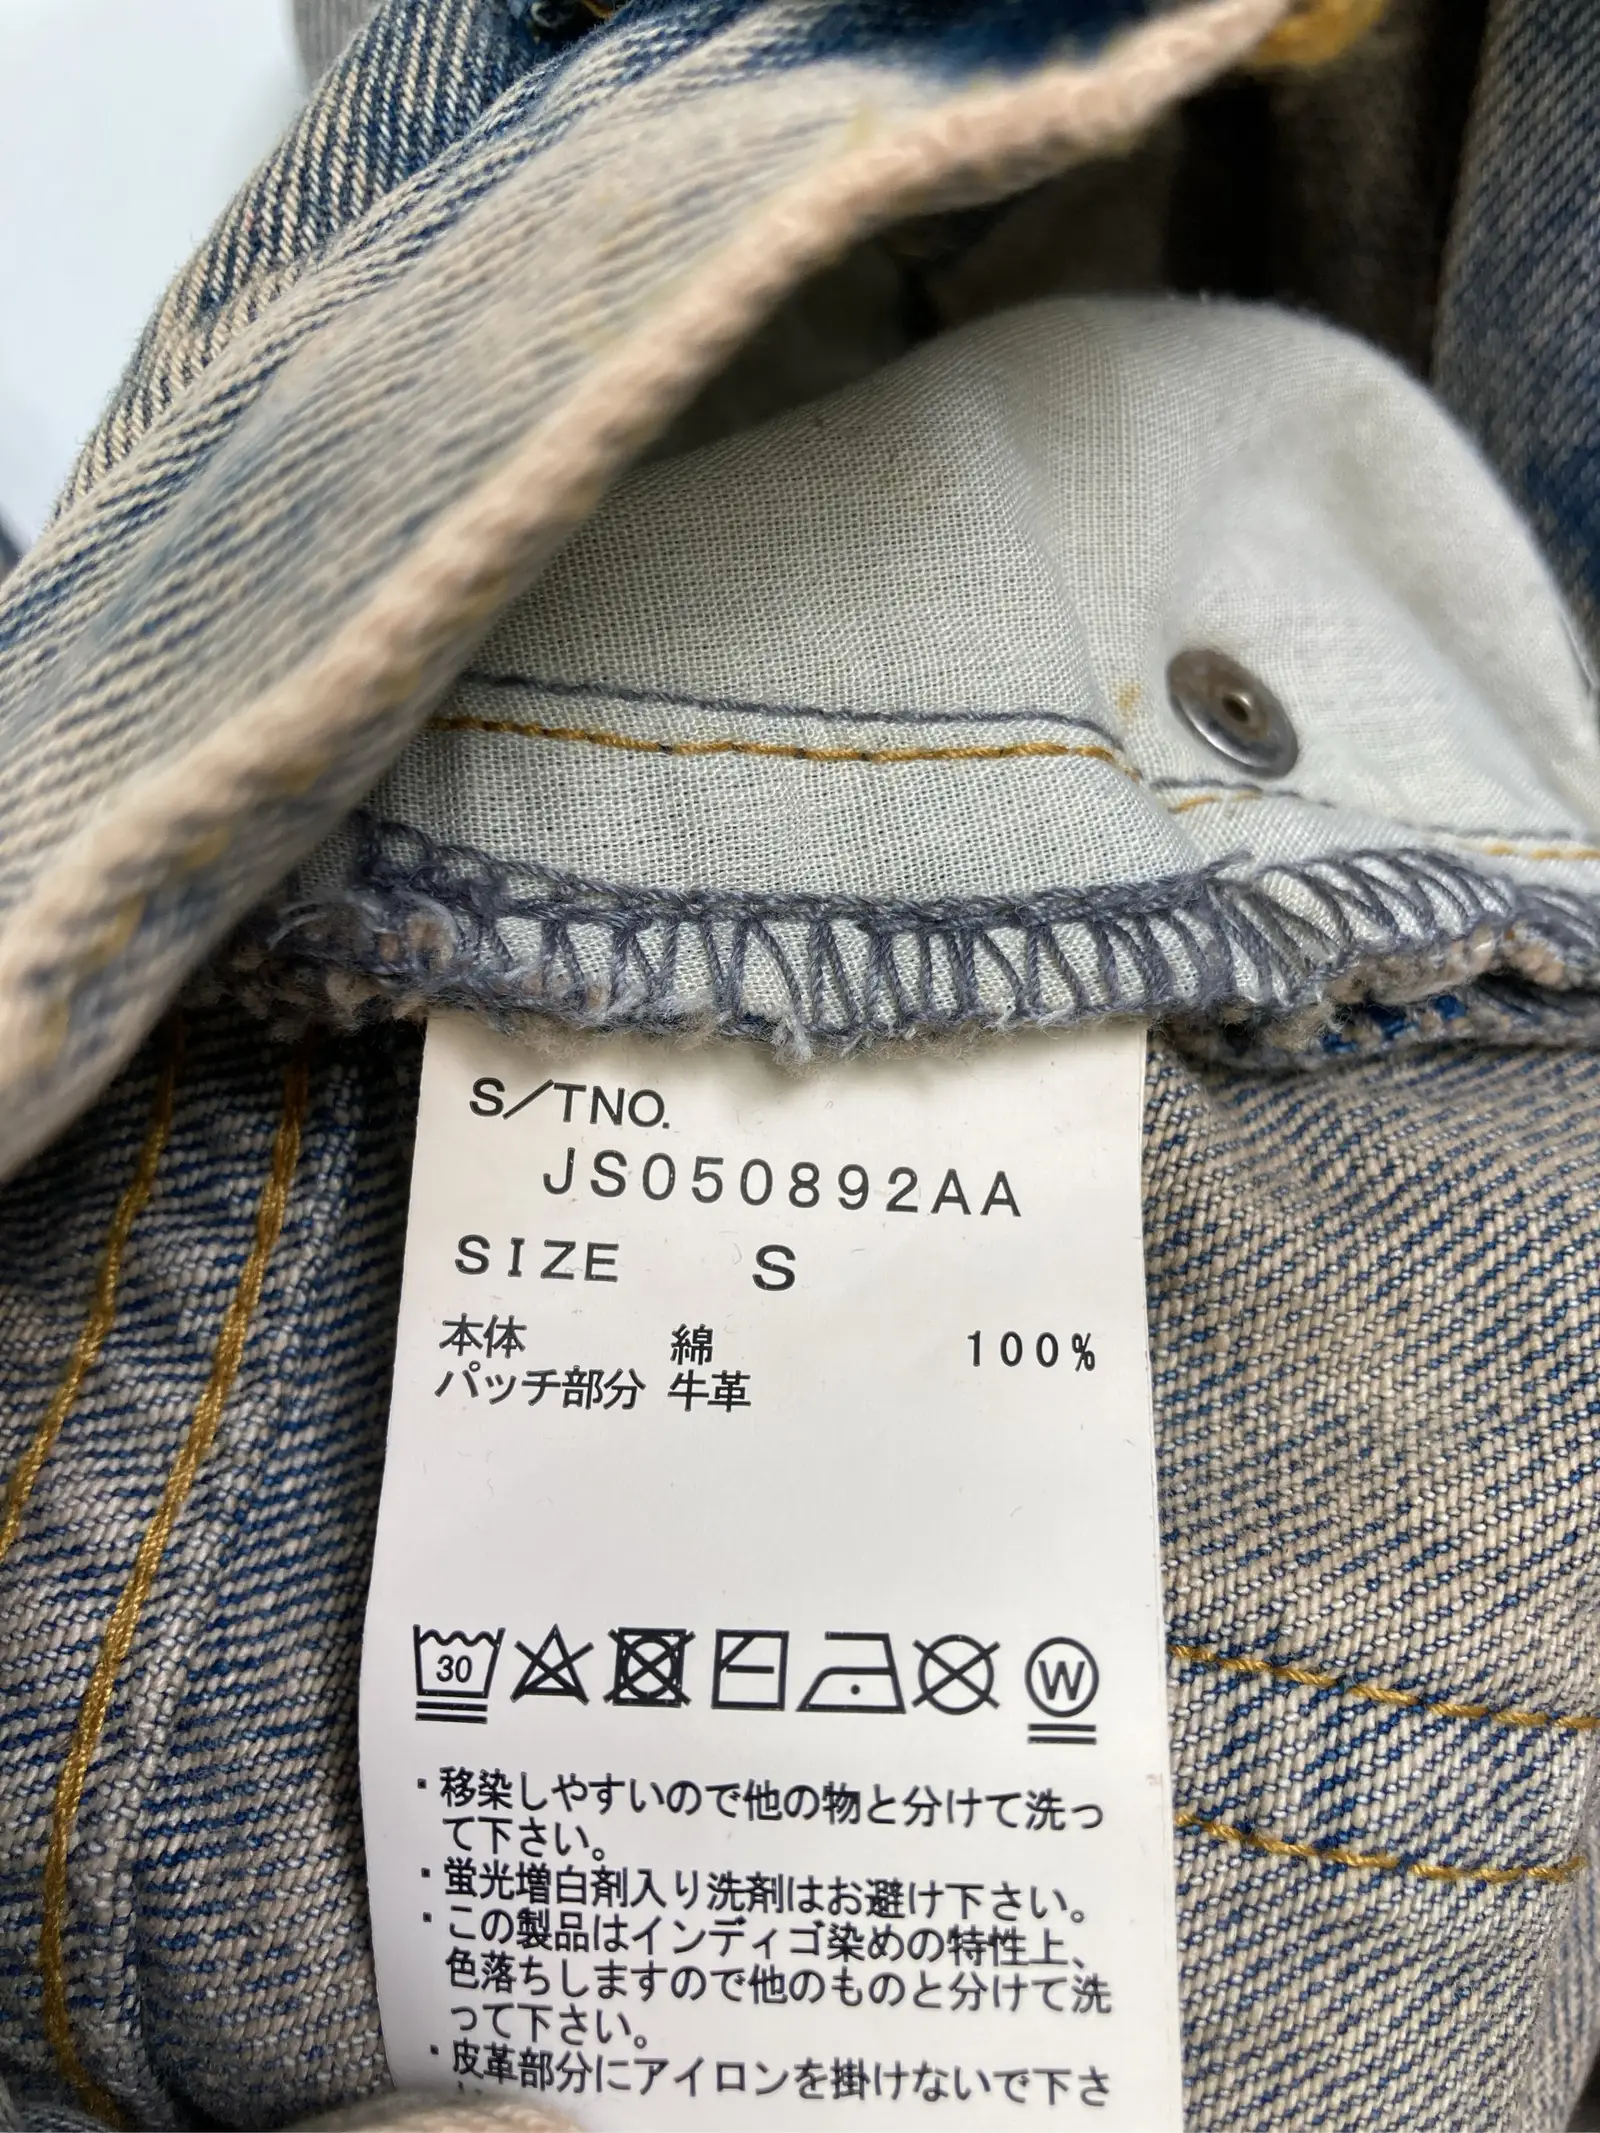 S/TNO.
JS050892AA
SIZE S
本体 綿 100%
パッチ部分 牛革
30
W
・移染しやすいので他の物と分けて洗っ
て下さい。
・蛍光増白剤入り洗剤はお避け下さい。
・この製品はインディゴ染めの特性上、
色落ちしますので他のものと分けて洗
って下さい。
・皮革部分にアイロンを掛けないで下さ